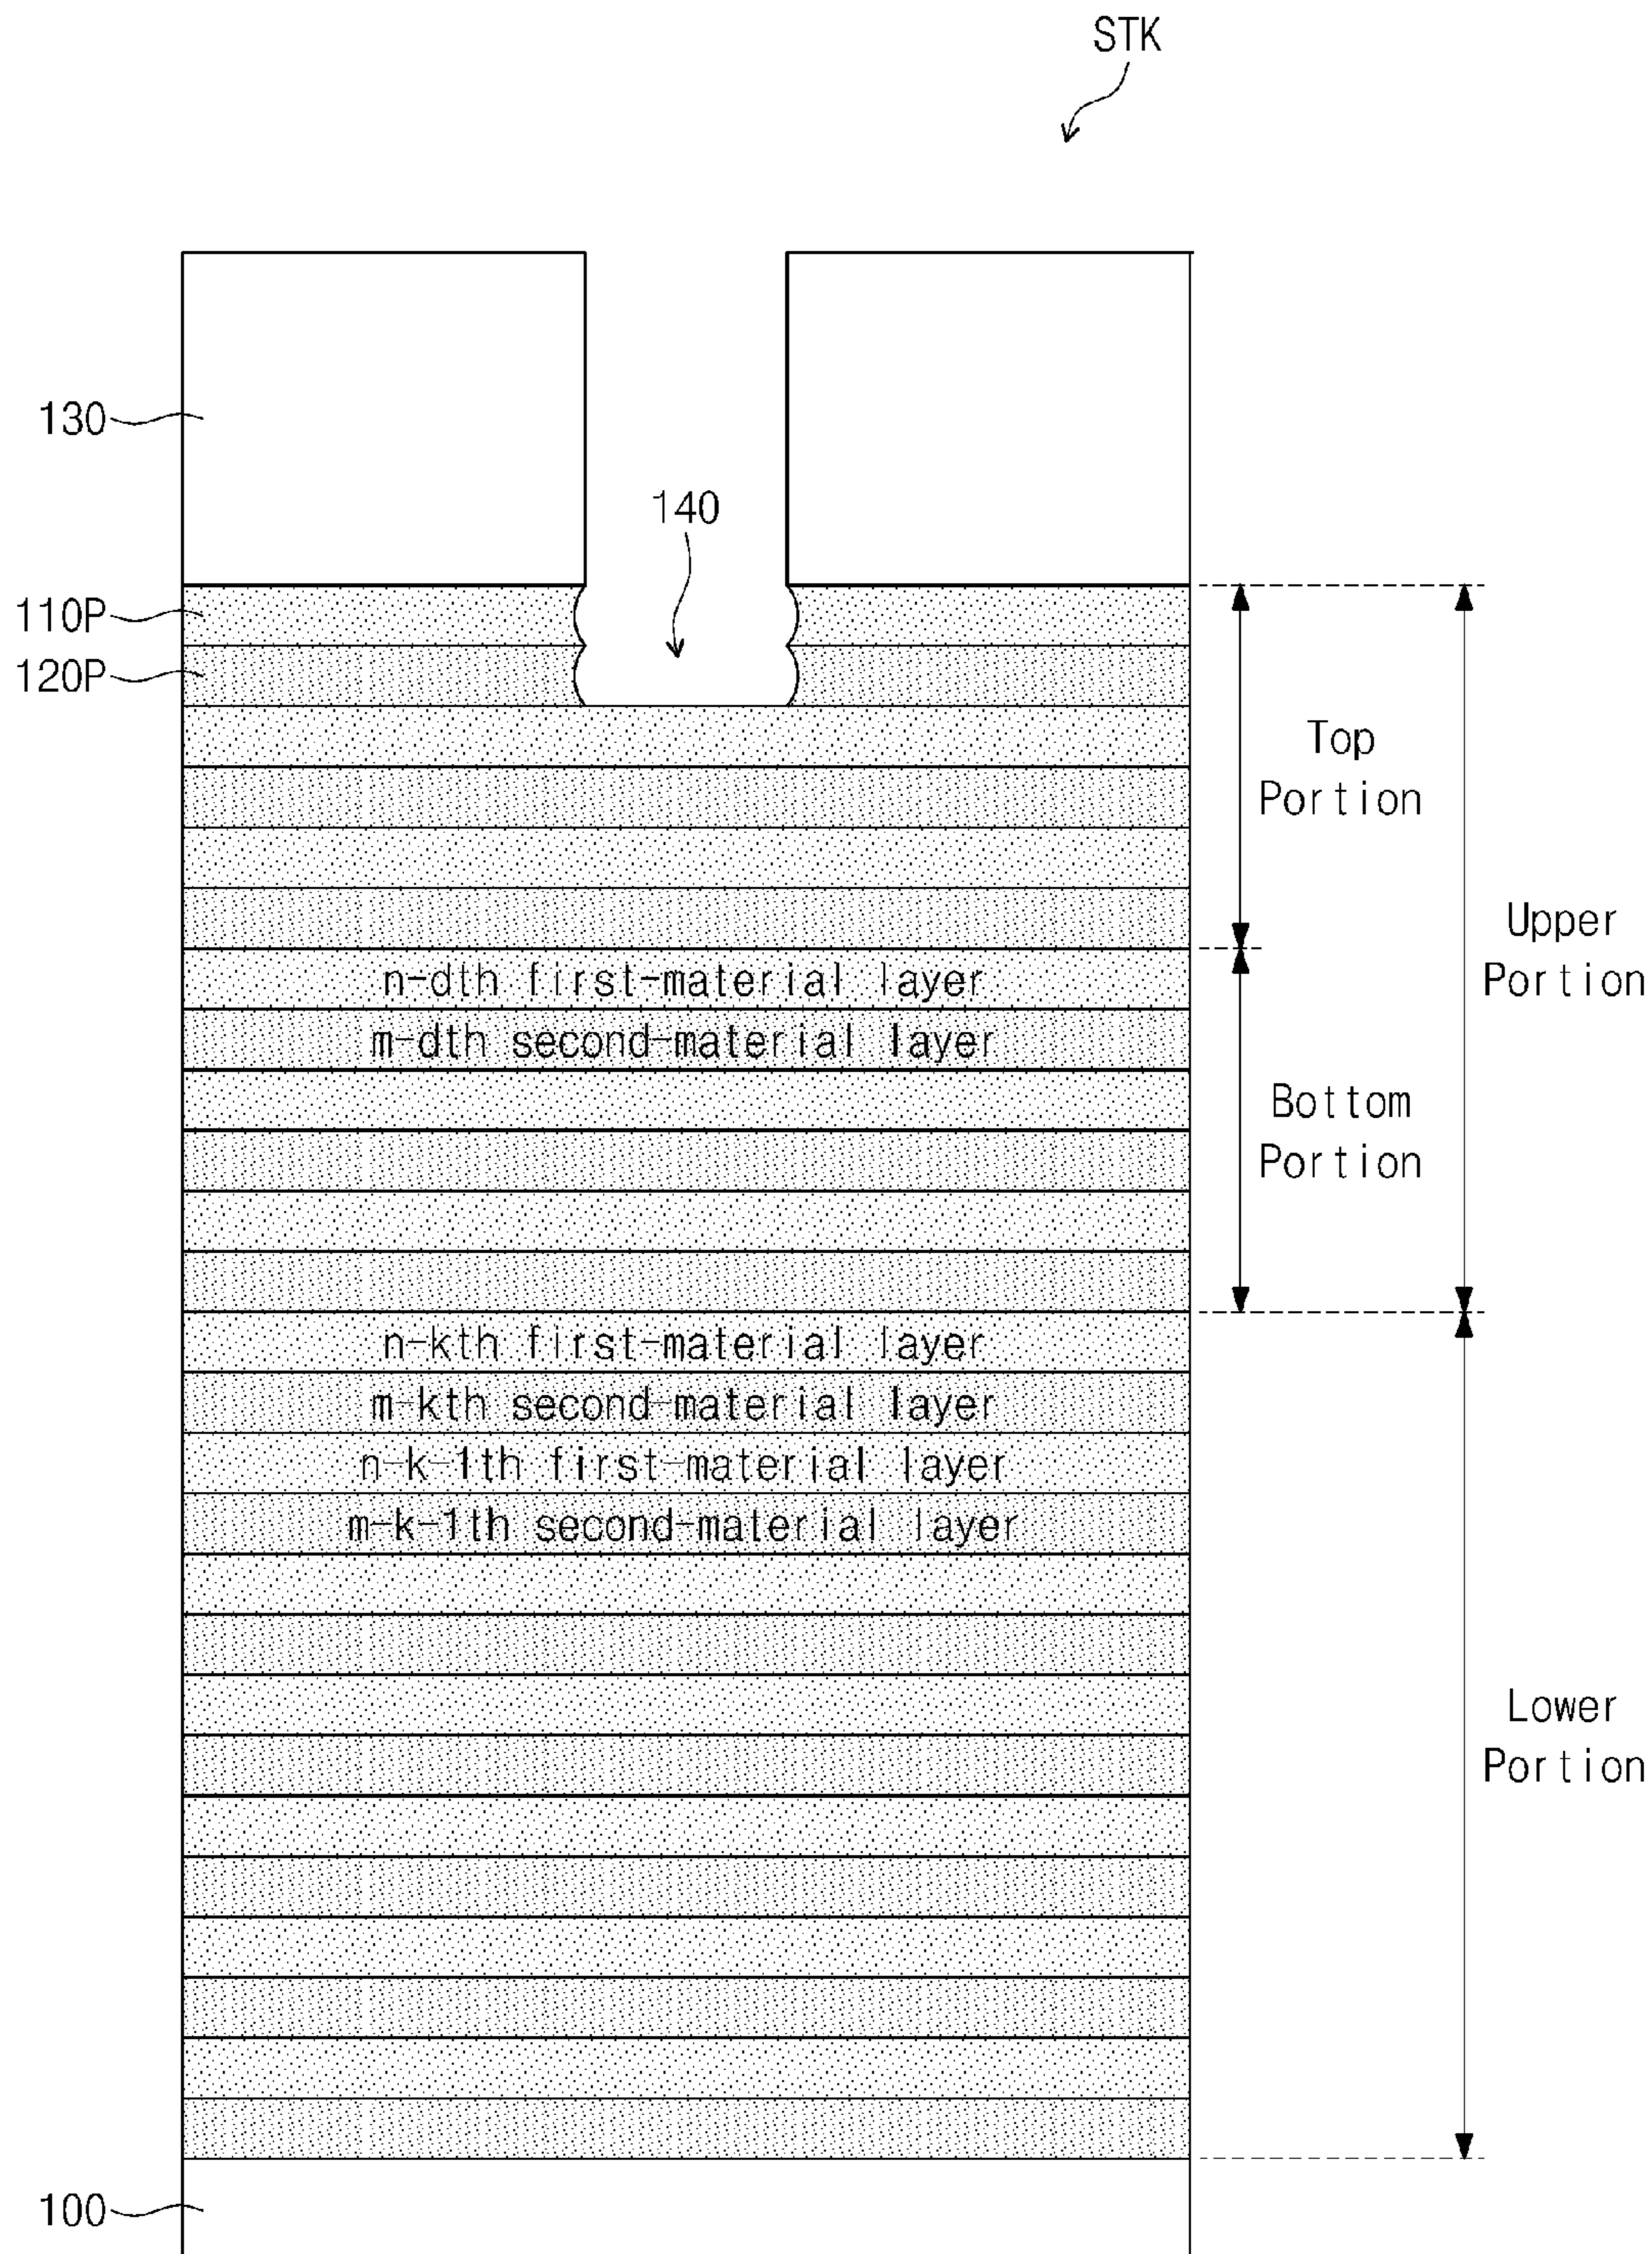 STK
130
140
110P
120P
Top
Portion
Upper
Portion
n-dth first-material layer
m-dth second-material layer
Bottom
Portion
n-kth first-material layer
m-kth second-material layer
n-k-1th first-material layer
m-k-1th second-material layer
Lower
Portion
100